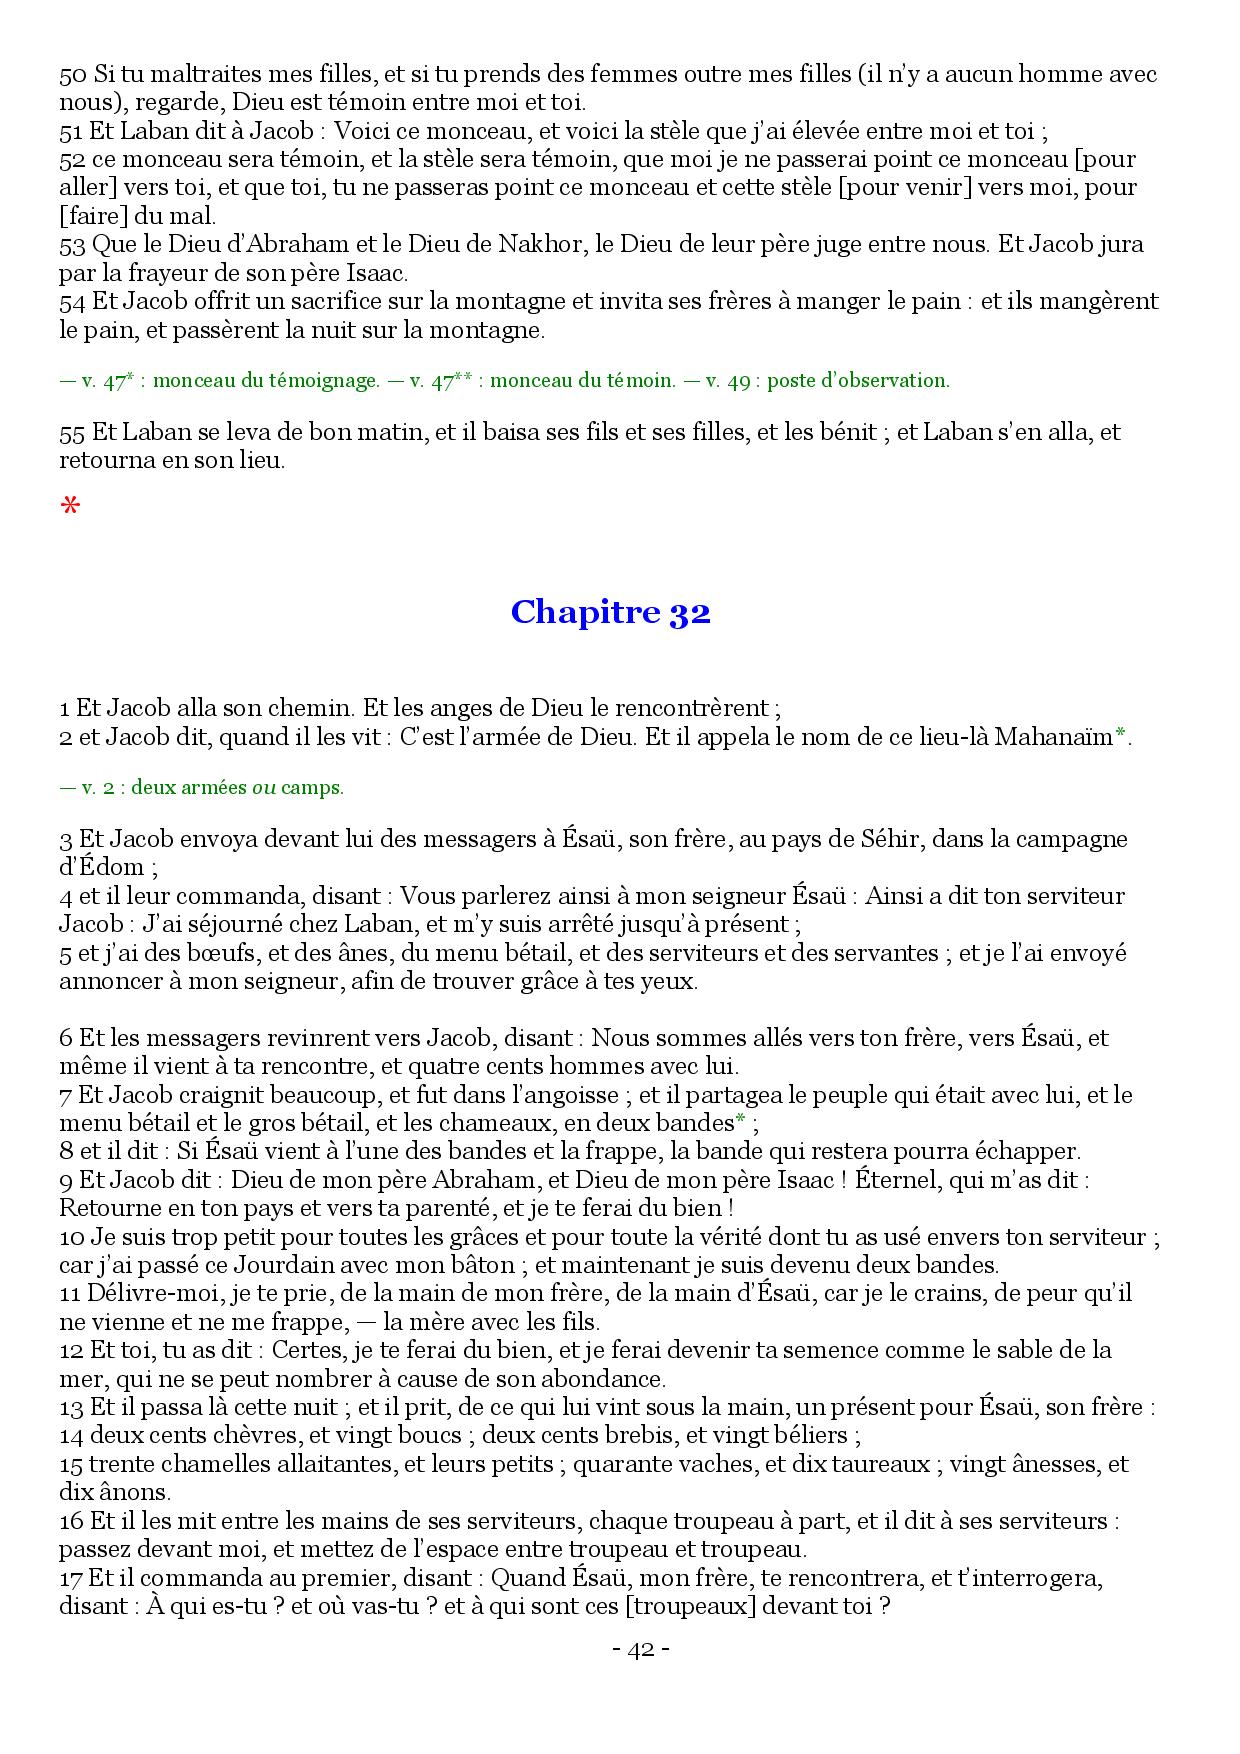 50 Si tu maltraites mes filles, et si tu prends des femmes outre mes filles (il n’y a aucun homme avec
nous), regarde, Dieu est témoin entre moi et toi.
51 Et Laban dit à Jacob : Voici ce monceau, et voici la stèle que j’ai élevée entre moi et toi ;
52 ce monceau sera témoin, et la stèle sera témoin, que moi je ne passerai point ce monceau [pour
aller] vers toi, et que toi, tu ne passeras point ce monceau et cette stèle [pour venir] vers moi, pour
[faire] du mal.
53 Que le Dieu d’Abraham et le Dieu de Nakhor, le Dieu de leur père juge entre nous. Et Jacob jura
par la frayeur de son père Isaac.
54 Et Jacob offrit un sacrifice sur la montagne et invita ses frères à manger le pain : et ils mangèrent
le pain, et passèrent la nuit sur la montagne.
— v. 47* : monceau du témoignage. — v. 47** : monceau du témoin. — v. 49 : poste d’observation.
55 Et Laban se leva de bon matin, et il baisa ses fils et ses filles, et les bénit ; et Laban s’en alla, et
retourna en son lieu.
*
Chapitre 32
1 Et Jacob alla son chemin. Et les anges de Dieu le rencontrèrent ;
2 et Jacob dit, quand il les vit : C’est l’armée de Dieu. Et il appela le nom de ce lieu-là Mahanaïm*.
— v. 2 : deux armées ou camps.
3 Et Jacob envoya devant lui des messagers à Ésaü, son frère, au pays de Séhir, dans la campagne
d’Édom ;
4 et il leur commanda, disant : Vous parlerez ainsi à mon seigneur Ésaü : Ainsi a dit ton serviteur
Jacob : J’ai séjourné chez Laban, et m’y suis arrêté jusqu’à présent ;
5 et j’ai des bœufs, et des ânes, du menu bétail, et des serviteurs et des servantes ; et je l’ai envoyé
annoncer à mon seigneur, afin de trouver grâce à tes yeux.
6 Et les messagers revinrent vers Jacob, disant : Nous sommes allés vers ton frère, vers Ésaü, et
même il vient à ta rencontre, et quatre cents hommes avec lui.
7 Et Jacob craignit beaucoup, et fut dans l’angoisse ; et il partagea le peuple qui était avec lui, et le
menu bétail et le gros bétail, et les chameaux, en deux bandes* ;
8 et il dit : Si Ésaü vient à l’une des bandes et la frappe, la bande qui restera pourra échapper.
9 Et Jacob dit : Dieu de mon père Abraham, et Dieu de mon père Isaac ! Éternel, qui m’as dit :
Retourne en ton pays et vers ta parenté, et je te ferai du bien !
10 Je suis trop petit pour toutes les grâces et pour toute la vérité dont tu as usé envers ton serviteur ;
car j’ai passé ce Jourdain avec mon bâton ; et maintenant je suis devenu deux bandes.
11 Délivre-moi, je te prie, de la main de mon frère, de la main d’Ésaü, car je le crains, de peur qu’il
ne vienne et ne me frappe, — la mère avec les fils.
12 Et toi, tu as dit : Certes, je te ferai du bien, et je ferai devenir ta semence comme le sable de la
mer, qui ne se peut nombrer à cause de son abondance.
13 Et il passa là cette nuit ; et il prit, de ce qui lui vint sous la main, un présent pour Ésaü, son frère :
14 deux cents chèvres, et vingt boucs ; deux cents brebis, et vingt béliers ;
15 trente chamelles allaitantes, et leurs petits ; quarante vaches, et dix taureaux ; vingt ânesses, et
dix ânons.
16 Et il les mit entre les mains de ses serviteurs, chaque troupeau à part, et il dit à ses serviteurs :
passez devant moi, et mettez de l’espace entre troupeau et troupeau.
17 Et il commanda au premier, disant : Quand Ésaü, mon frère, te rencontrera, et t’interrogera,
disant : À qui es-tu ? et où vas-tu ? et à qui sont ces [troupeaux] devant toi ?
- 42 -